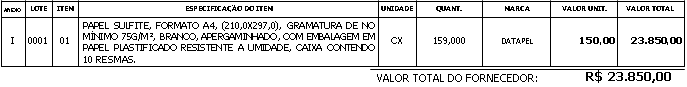 ANEXO LOTE ITEM ESPECIFICAÇÃO DO ITEM UNIDADE QUANT. MARCA VALOR UNIT. VALOR TOTAL
I 0001 01 PAPEL SULFITE, FORMATO A4, (210,0X297,0), GRAMATURA DE NO
MÍNIMO 75G/M², BRANCO, APERGAMINHADO, COM EMBALAGEM EM
PAPEL PLASTIFICADO RESISTENTE A UMIDADE, CAIXA CONTENDO
10 RESMAS. CX 159,000 DATAPEL 150,00 23.850,00
VALOR TOTAL DO FORNECEDOR: R$ 23.850,00